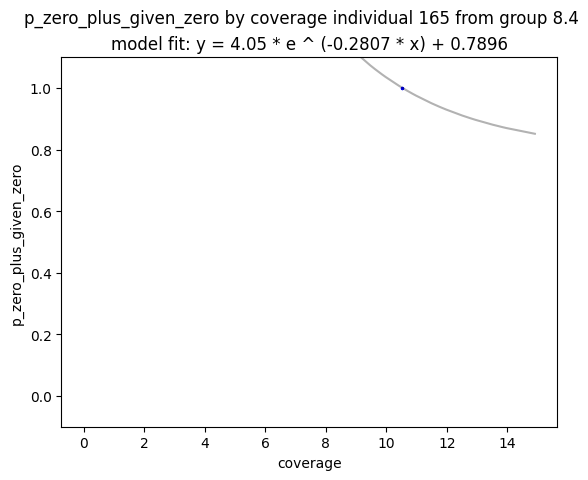 p_zero_plus_given_zero by coverage individual 165 from group 8.4
model fit: y = 4.05 * e ^ (-0.2807 * x) + 0.7896
p_zero_plus_given_zero
1.0
0.8
0.6
0.4
0.2
0.0
0 2 4 6 8 10 12 14
coverage